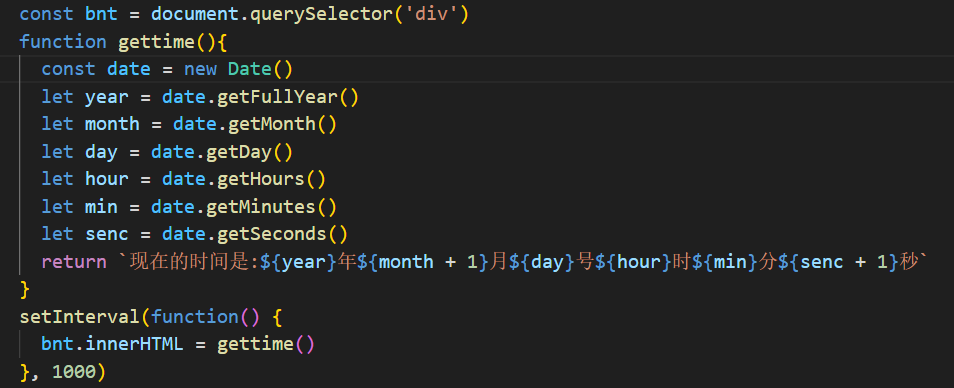 const bnt = document.querySelector('div')
function gettime(){
  const date = new Date()
  let year = date.getFullYear()
  let month = date.getMonth()
  let day = date.getDay()
  let hour = date.getHours()
  let min = date.getMinutes()
  let senc = date.getSeconds()
  return `现在的时间是:${year}年${month + 1}月${day}号${hour}时${min}分${senc + 1}秒`
}
setInterval(function() {
  bnt.innerHTML = gettime()
}, 1000)